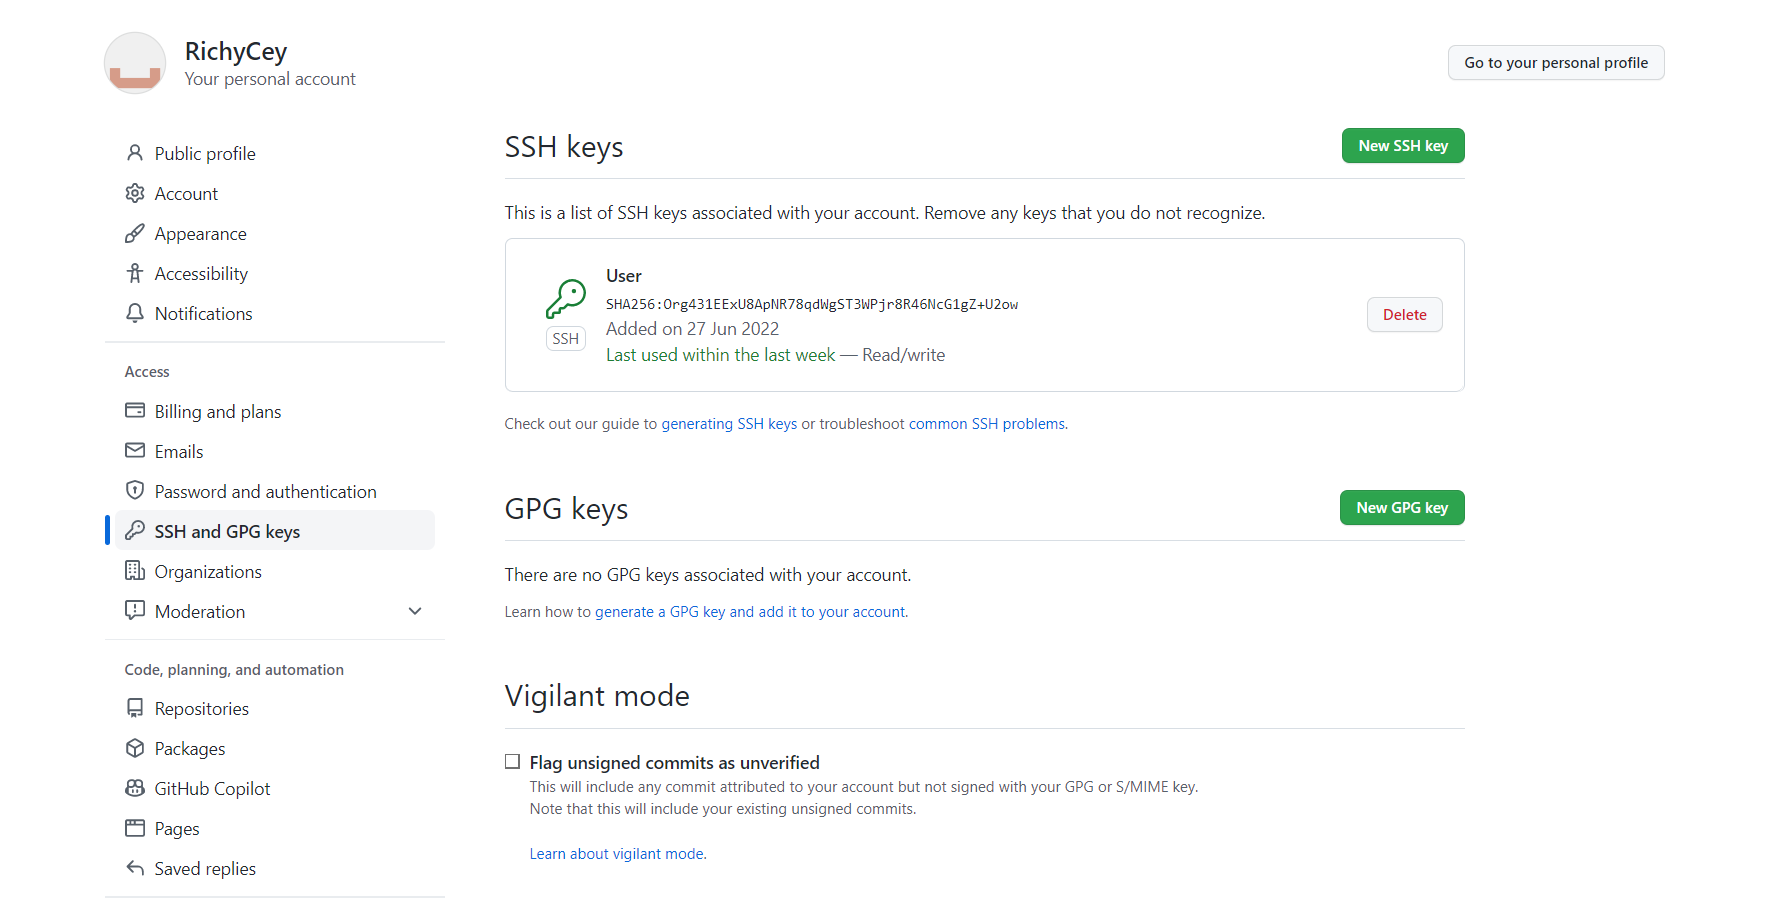 RichyCey
Your personal account
Go to your personal profile
Public profile
Account
Appearance
Accessibility
Notifications
Access
Billing and plans
Emails
Password and authentication
SSH and GPG keys
Organizations
Moderation
Code, planning, and automation
Repositories
Packages
GitHub Copilot
Pages
Saved replies
SSH keys
New SSH key
This is a list of SSH keys associated with your account. Remove any keys that you do not recognize.
User
SHA256:Org431EExU8ApNR78qdWgST3WPjr8R46NcG1gZ+U2ow
SSH
Added on 27 Jun 2022
Last used within the last week — Read/write
Delete
Check out our guide to generating SSH keys or troubleshoot common SSH problems.
GPG keys
New GPG key
There are no GPG keys associated with your account.
Learn how to generate a GPG key and add it to your account.
Vigilant mode
Flag unsigned commits as unverified
This will include any commit attributed to your account but not signed with your GPG or S/MIME key.
Note that this will include your existing unsigned commits.
Learn about vigilant mode.